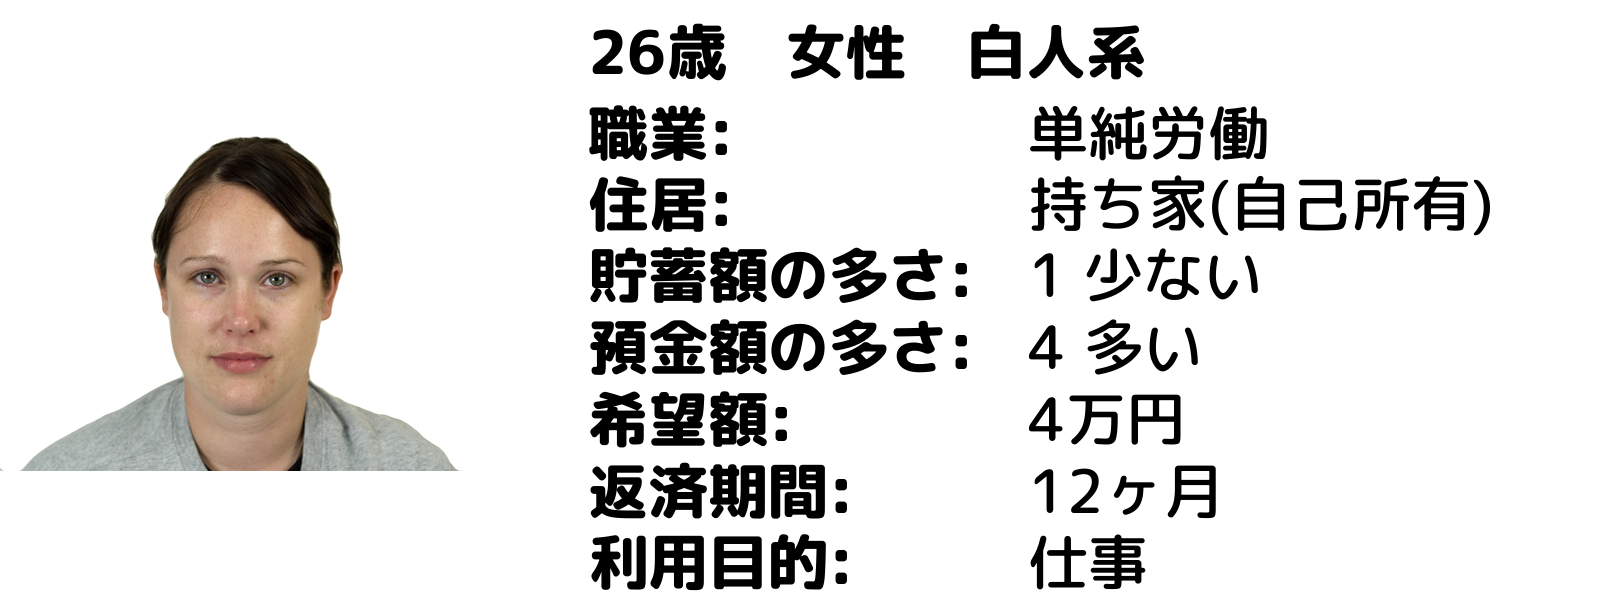 26歳　女性　白人系
職業: 単純労働
住居: 持ち家(自己所有)
貯蓄額の多さ: 1 少ない
預金額の多さ: 4 多い
希望額: 4万円
返済期間: 12ヶ月
利用目的: 仕事